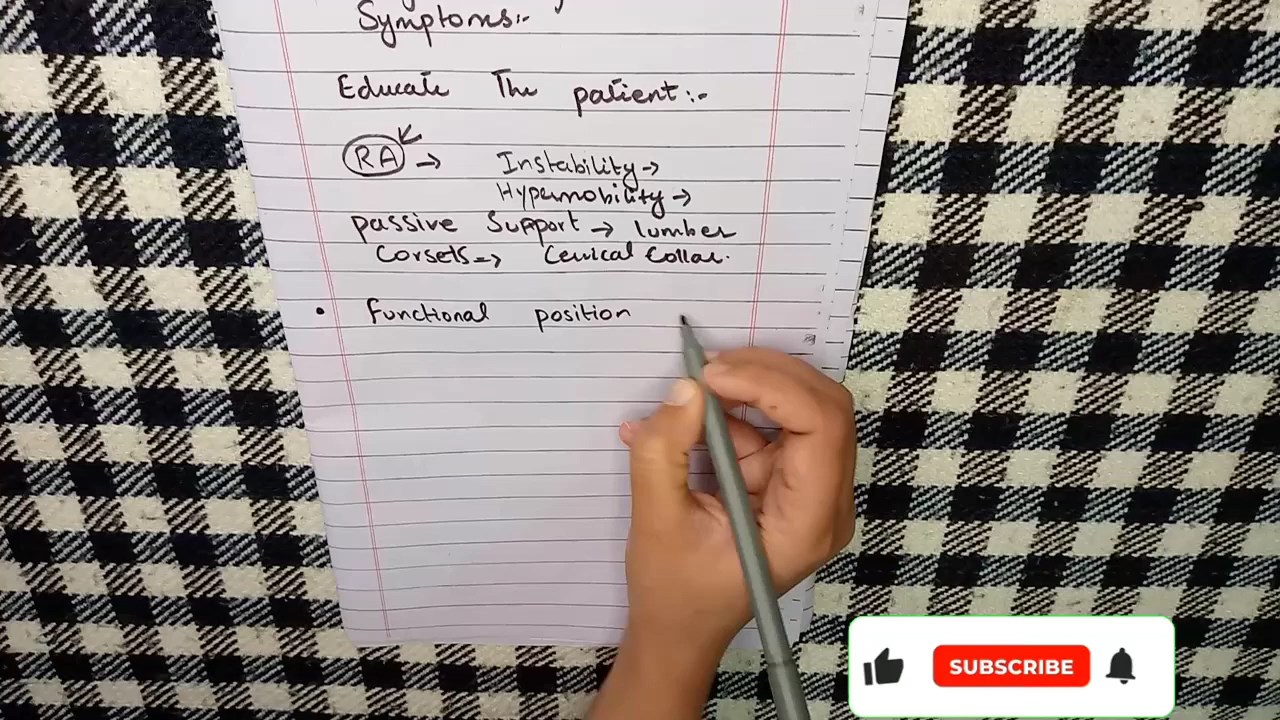 Symptoms:-
Educate The patient:-
RA → Instability →
Hypermobility →
passive Support → lumber
Corsets → Cervical Collar.
• Functional position
SUBSCRIBE